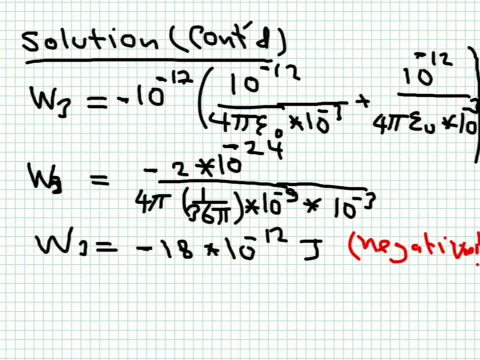 Solution (Cont'd)
W₃ = -10⁻¹² (10⁻¹² / 4πε₀ * 10⁻³ + 10⁻¹² / 4πε₀ * 10⁻³)
W₃ = -2 * 10⁻²⁴ / 4π (1/36π) * 10⁻⁹ * 10⁻³
W₃ = -18 * 10⁻¹² J (negative!